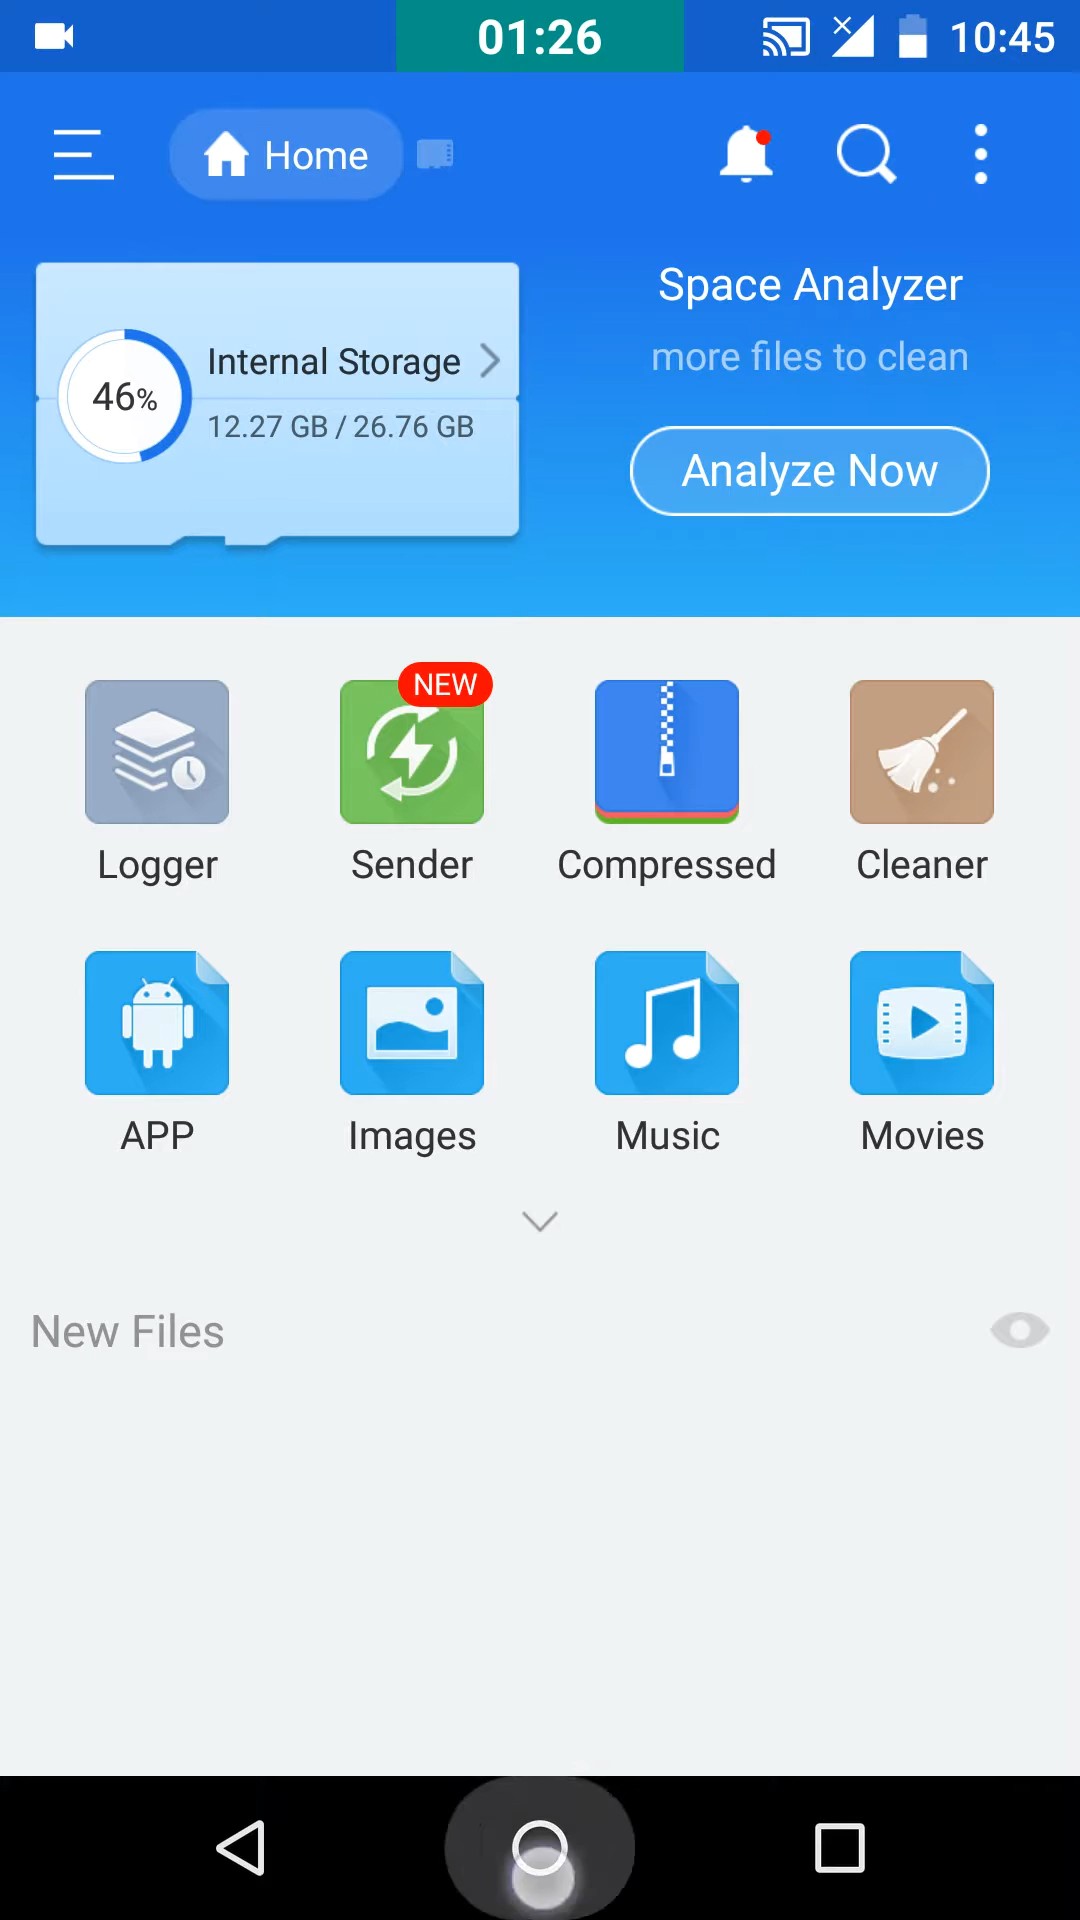 01:26
10:45
Home
Space Analyzer
more files to clean
Analyze Now
Internal Storage
46%
12.27 GB / 26.76 GB
NEW
Logger
Sender
Compressed
Cleaner
APP
Images
Music
Movies
New Files